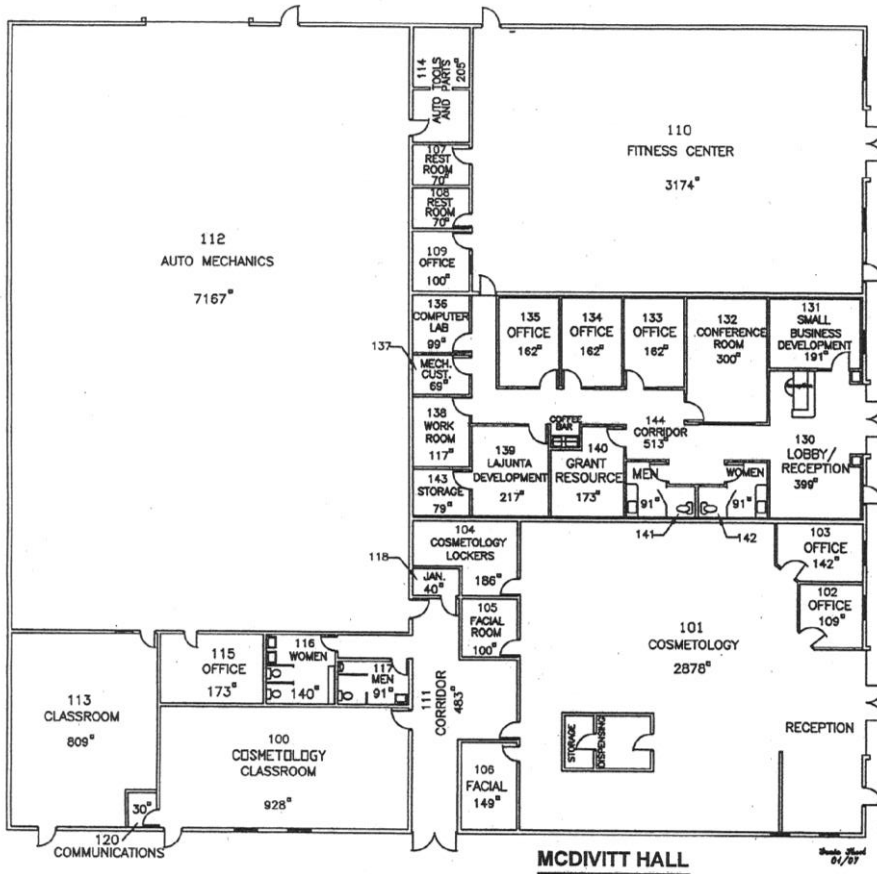 114
AUTO TOOLS
AND PARTS
205□
107
REST
ROOM
70□
108
REST
ROOM
70□
109
OFFICE
100□
110
FITNESS CENTER
3174□
112
AUTO MECHANICS
7167□
136
COMPUTER
LAB
99□
137
MECH.
CUST.
69□
138
WORK
ROOM
117□
143
STORAGE
79□
135
OFFICE
162□
134
OFFICE
162□
133
OFFICE
162□
132
CONFERENCE
ROOM
300□
131
SMALL
BUSINESS
DEVELOPMENT
191□
COFFEE
BAR
144
CORRIDOR
513□
139
LAJUNTA
DEVELOPMENT
217□
140
GRANT
RESOURCE
173□
MEN
91□
141
WOMEN
91□
142
130
LOBBY/
RECEPTION
399□
104
COSMETOLOGY
LOCKERS
186□
118
JAN.
40□
105
FACIAL
ROOM
100□
103
OFFICE
142□
102
OFFICE
109□
101
COSMETOLOGY
2878□
115
OFFICE
173□
116
WOMEN
140□
117
MEN
91□
111
CORRIDOR
483□
113
CLASSROOM
809□
100
COSMETOLOGY
CLASSROOM
928□
STORAGE
DISPENSING
RECEPTION
106
FACIAL
149□
30□
120
COMMUNICATIONS
MCDIVITT HALL
01/07